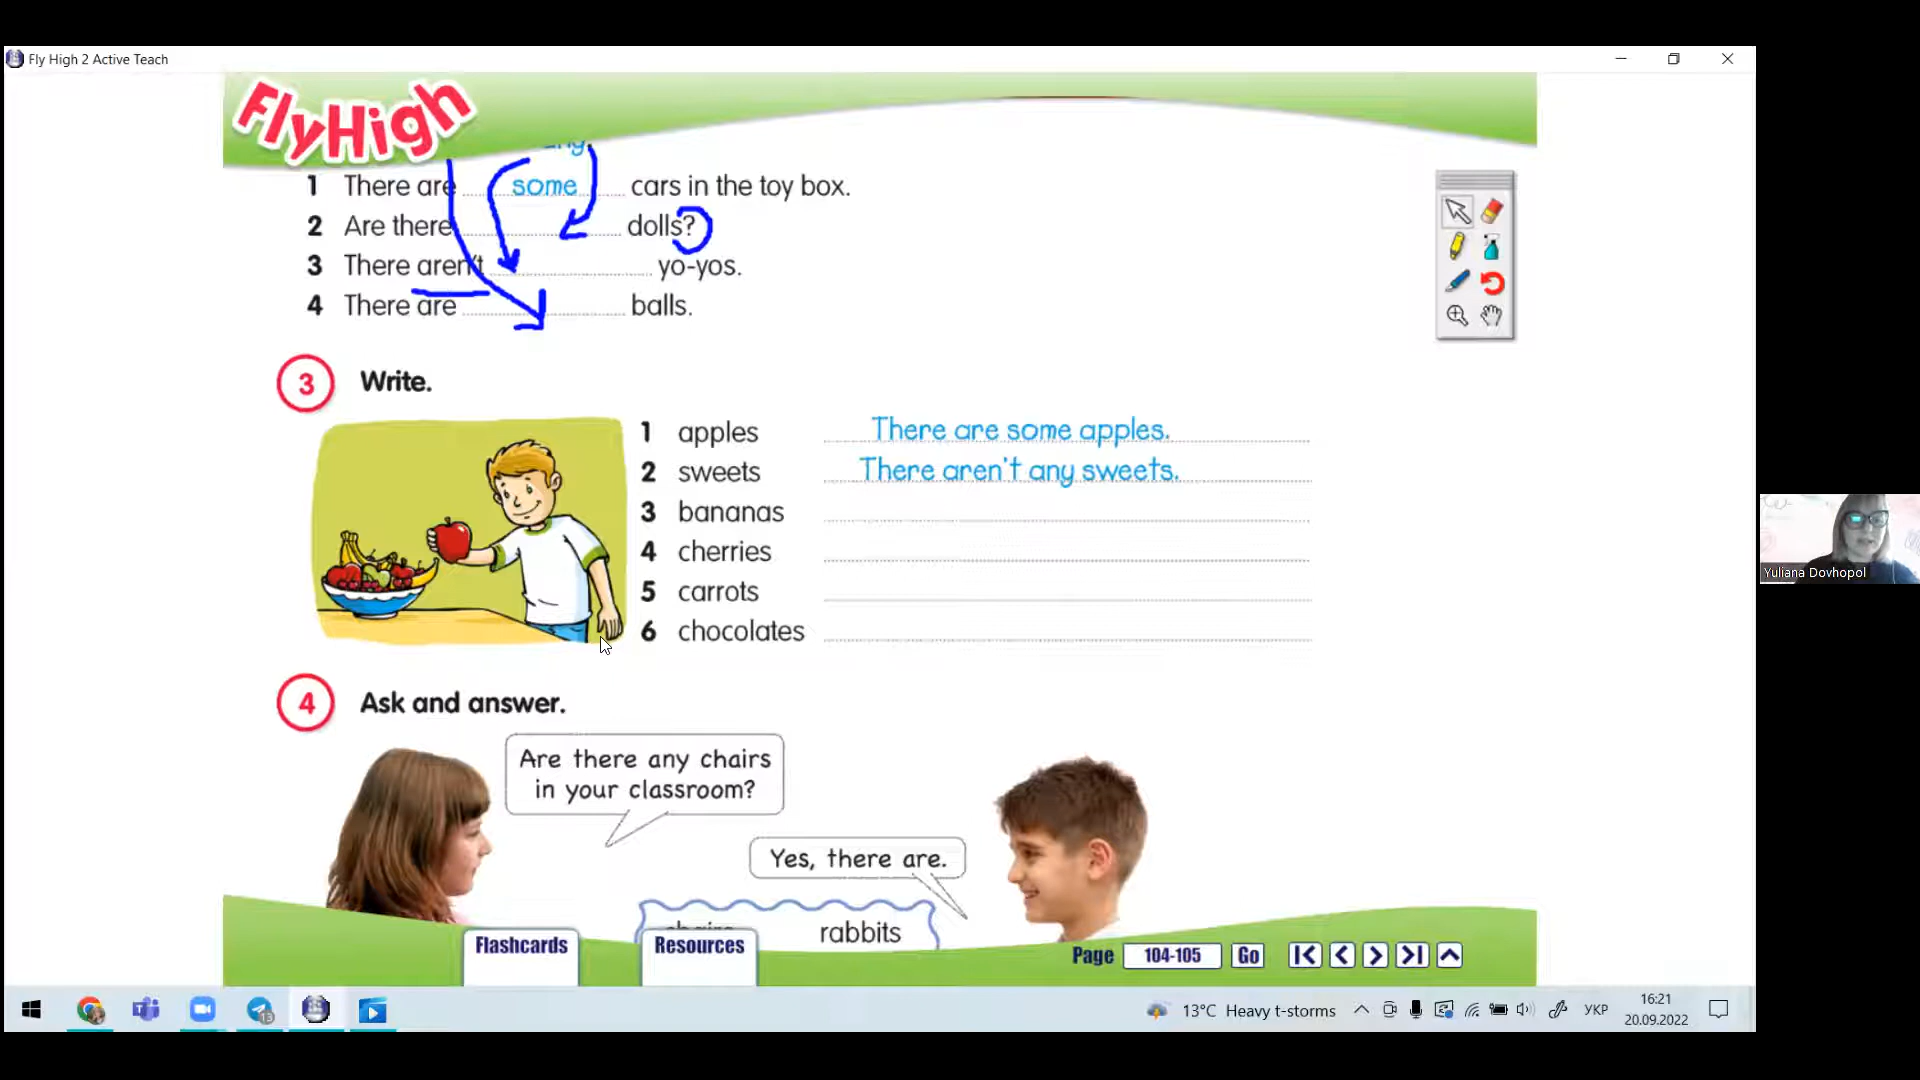 Fly High 2 Active Teach
FlyHigh
1 There are some cars in the toy box.
2 Are there dolls?
3 There aren't yo-yos.
4 There are balls.
3 Write.
1 apples There are some apples.
2 sweets There aren't any sweets.
3 bananas
4 cherries
5 carrots
6 chocolates
4 Ask and answer.
Are there any chairs
in your classroom?
Yes, there are.
rabbits
Flashcards
Resources
Page 104-105 Go
Yuliana Dovhopol
13
13°C Heavy t-storms
УКР
16:21
20.09.2022